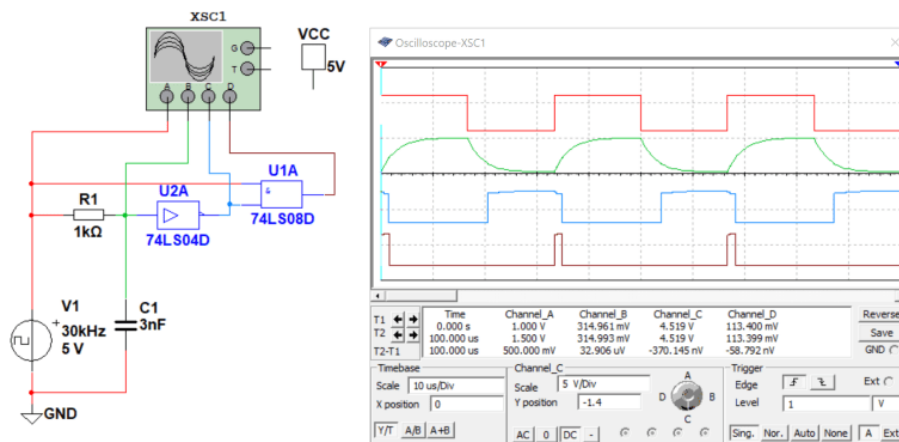 XSC1
G
T
A B C D
VCC
5V
U1A
&
74LS08D
U2A
74LS04D
R1
1kΩ
V1
30kHz
5 V
C1
3nF
GND
Oscilloscope-XSC1
Time Channel_A Channel_B Channel_C Channel_D
T1 0.000 s 1.000 V 314.961 mV 4.519 V 113.400 mV
T2 100.000 us 1.500 V 314.993 mV 4.519 V 113.399 mV
T2-T1 100.000 us 500.000 mV 32.906 uV -370.145 nV -58.792 nV
Reverse
Save
GND
Timebase
Scale 10 us/Div
X position 0
Y/T A/B A+B
Channel_C
Scale 5 V/Div
Y position -1.4
AC 0 DC -
A
B
C
D
Trigger
Edge
Ext
Level 1 V
Sing. Nor. Auto None A Ext